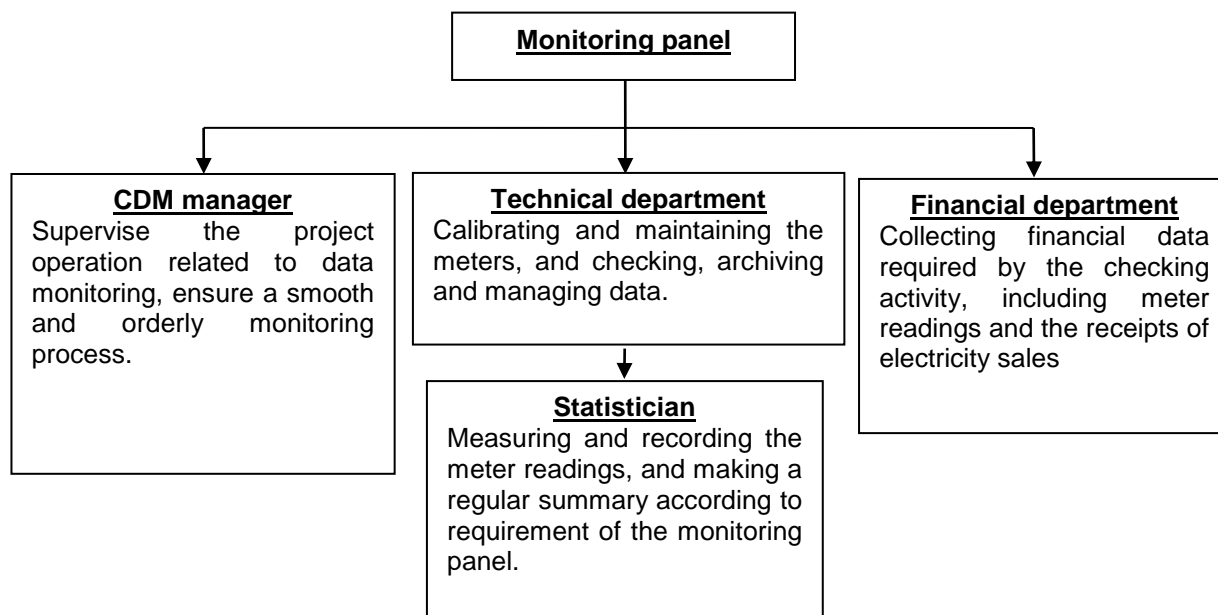 Monitoring panel
CDM manager
Supervise the project
operation related to data
monitoring, ensure a smooth
and orderly monitoring
process.
Technical department
Calibrating and maintaining the
meters, and checking, archiving
and managing data.
Financial department
Collecting financial data
required by the checking
activity, including meter
readings and the receipts of
electricity sales
Statistician
Measuring and recording the
meter readings, and making a
regular summary according to
requirement of the monitoring
panel.